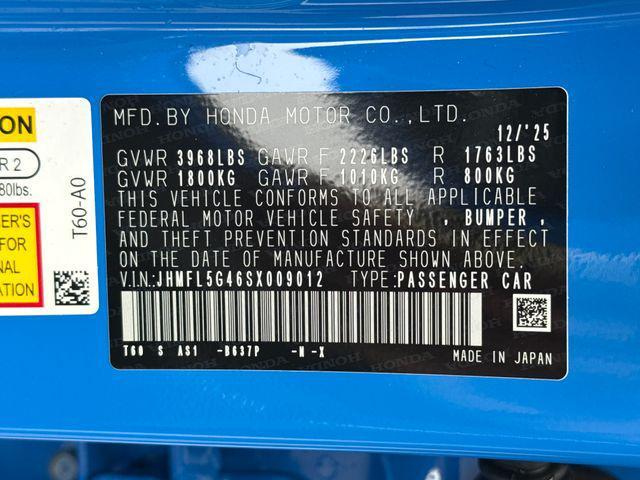 ON
R 2
80lbs.
ER'S
FOR
NAL
ION
T60-A0
MFD.BY HONDA MOTOR CO.,LTD.
12/'25
GVWR 3968LBS GAWR F 2226LBS R 1763LBS
GVWR 1800KG GAWR F 1010KG R 800KG
THIS VEHICLE CONFORMS TO ALL APPLICABLE
FEDERAL MOTOR VEHICLE SAFETY , BUMPER ,
AND THEFT PREVENTION STANDARDS IN EFFECT
ON THE DATE OF MANUFACTURE SHOWN ABOVE.
V.I.N:JHMFL5G46SX009012 TYPE:PASSENGER CAR
T60 S AS1 -B637P -N-X
MADE IN JAPAN